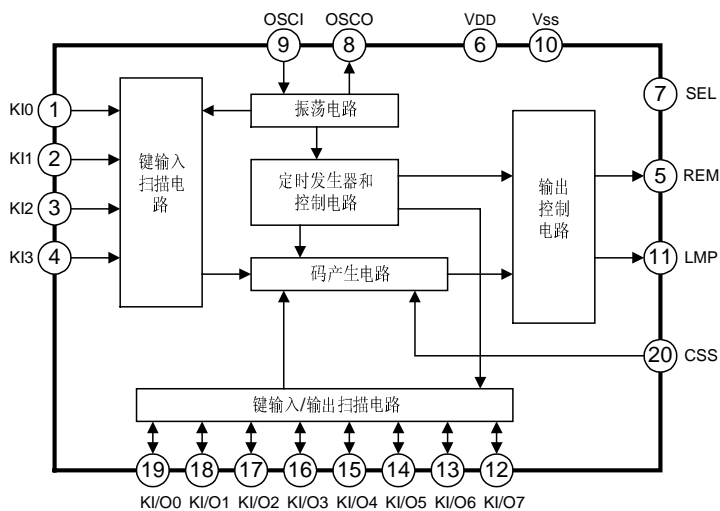 OSCI OSCO VDD Vss
9 8 6 10
7 SEL
KI0 1
振荡电路
KI1 2
键输入
扫描电
路
定时发生器和
控制电路
输出
控制
电路
5 REM
KI2 3
KI3 4
码产生电路
11 LMP
20 CSS
键输入/输出扫描电路
19 18 17 16 15 14 13 12
KI/O0 KI/O1 KI/O2 KI/O3 KI/O4 KI/O5 KI/O6 KI/O7